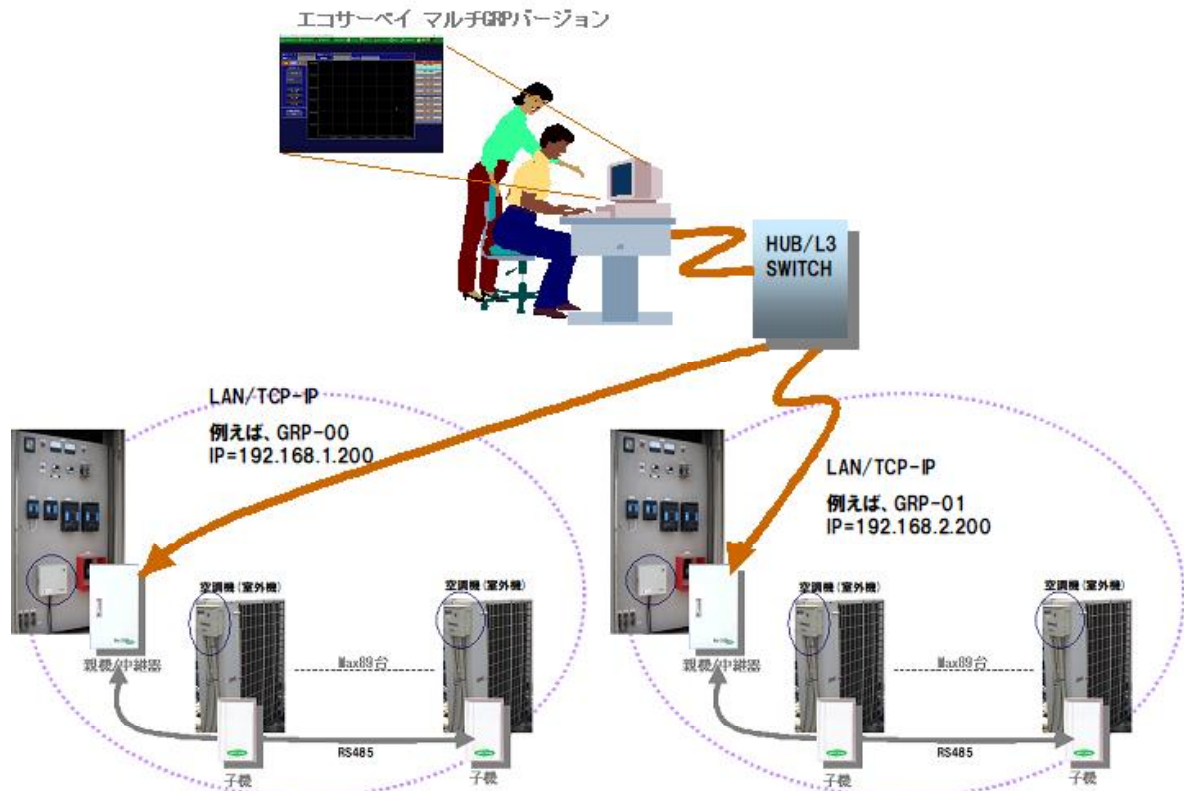 エコサーベイ マルチGRPバージョン
HUB/L3
SWITCH
LAN/TCP-IP
例えば、GRP-00
IP=192.168.1.200
LAN/TCP-IP
例えば、GRP-01
IP=192.168.2.200
空調機(室外機)
空調機(室外機)
空調機(室外機)
空調機(室外機)
親機/中継器
Max89台
親機/中継器
Max89台
RS485
RS485
子機
子機
子機
子機